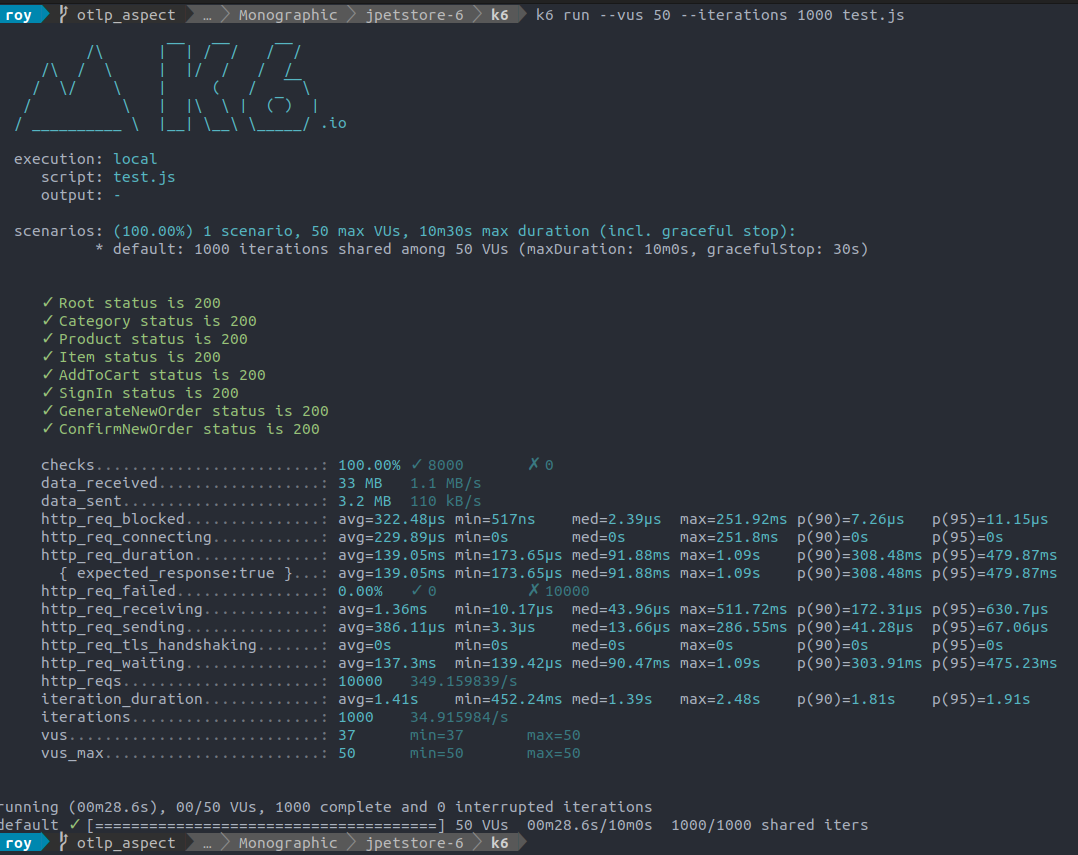 roy otlp_aspect … Monographic jpetstore-6 k6 k6 run --vus 50 --iterations 1000 test.js
.io
execution: local
script: test.js
output: -
scenarios: (100.00%) 1 scenario, 50 max VUs, 10m30s max duration (incl. graceful stop):
* default: 1000 iterations shared among 50 VUs (maxDuration: 10m0s, gracefulStop: 30s)
✓ Root status is 200
✓ Category status is 200
✓ Product status is 200
✓ Item status is 200
✓ AddToCart status is 200
✓ SignIn status is 200
✓ GenerateNewOrder status is 200
✓ ConfirmNewOrder status is 200
checks.........................: 100.00% ✓ 8000 ✗ 0
data_received..................: 33 MB 1.1 MB/s
data_sent......................: 3.2 MB 110 kB/s
http_req_blocked...............: avg=322.48µs min=517ns med=2.39µs max=251.92ms p(90)=7.26µs p(95)=11.15µs
http_req_connecting............: avg=229.89µs min=0s med=0s max=251.8ms p(90)=0s p(95)=0s
http_req_duration..............: avg=139.05ms min=173.65µs med=91.88ms max=1.09s p(90)=308.48ms p(95)=479.87ms
{ expected_response:true }...: avg=139.05ms min=173.65µs med=91.88ms max=1.09s p(90)=308.48ms p(95)=479.87ms
http_req_failed................: 0.00% ✓ 0 ✗ 10000
http_req_receiving.............: avg=1.36ms min=10.17µs med=43.96µs max=511.72ms p(90)=172.31µs p(95)=630.7µs
http_req_sending...............: avg=386.11µs min=3.3µs med=13.66µs max=286.55ms p(90)=41.28µs p(95)=67.06µs
http_req_tls_handshaking.......: avg=0s min=0s med=0s max=0s p(90)=0s p(95)=0s
http_req_waiting...............: avg=137.3ms min=139.42µs med=90.47ms max=1.09s p(90)=303.91ms p(95)=475.23ms
http_reqs......................: 10000 349.159839/s
iteration_duration.............: avg=1.41s min=452.24ms med=1.39s max=2.48s p(90)=1.81s p(95)=1.91s
iterations.....................: 1000 34.915984/s
vus............................: 37 min=37 max=50
vus_max........................: 50 min=50 max=50
running (00m28.6s), 00/50 VUs, 1000 complete and 0 interrupted iterations
default ✓ [======================================] 50 VUs 00m28.6s/10m0s 1000/1000 shared iters
roy otlp_aspect … Monographic jpetstore-6 k6